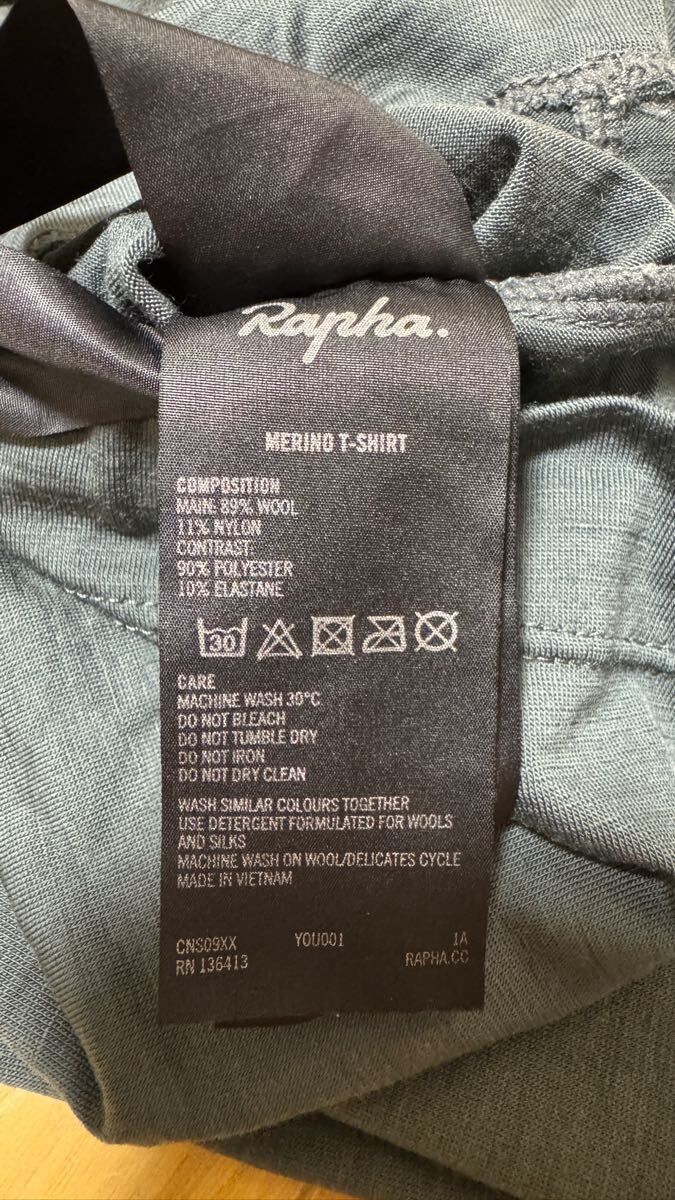 Rapha.
MERINO T-SHIRT
COMPOSITION
MAIN: 89% WOOL
11% NYLON
CONTRAST:
90% POLYESTER
10% ELASTANE
30
CARE
MACHINE WASH 30°C
DO NOT BLEACH
DO NOT TUMBLE DRY
DO NOT IRON
DO NOT DRY CLEAN
WASH SIMILAR COLOURS TOGETHER
USE DETERGENT FORMULATED FOR WOOLS
AND SILKS
MACHINE WASH ON WOOL/DELICATES CYCLE
MADE IN VIETNAM
CNS09XX YOU001 1A
RN 136413 RAPHA.CC